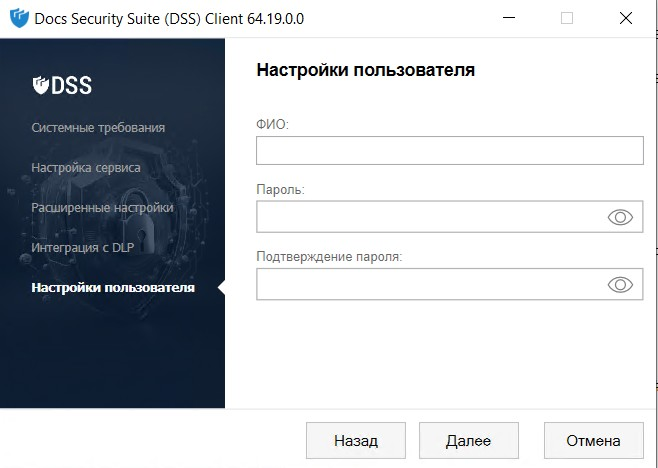 Docs Security Suite (DSS) Client 64.19.0.0
DSS
Системные требования
Настройка сервиса
Расширенные настройки
Интеграция с DLP
Настройки пользователя
Настройки пользователя
ФИО:
Пароль:
Подтверждение пароля:
Назад
Далее
Отмена